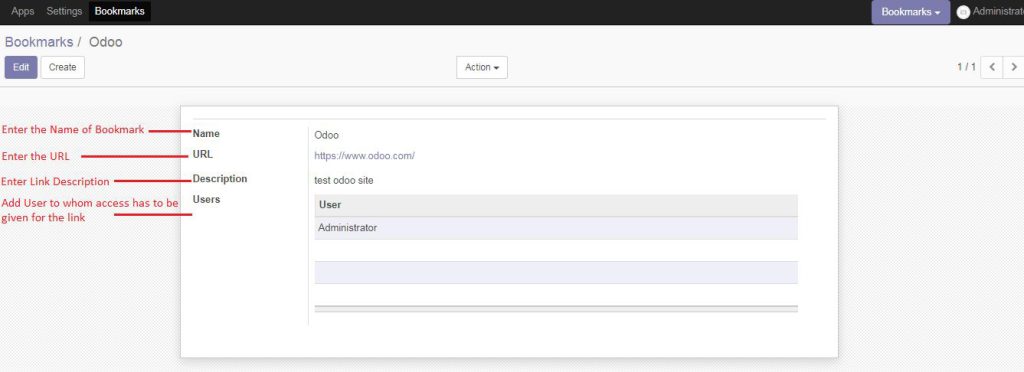 Apps Settings Bookmarks Bookmarks
Bookmarks / Odoo
Edit Create Action 1 / 1
Enter the Name of Bookmark Name Odoo
Enter the URL URL https://www.odoo.com/
Enter Link Description Description test odoo site
Add User to whom access has to be Users
given for the link
User
Administrator